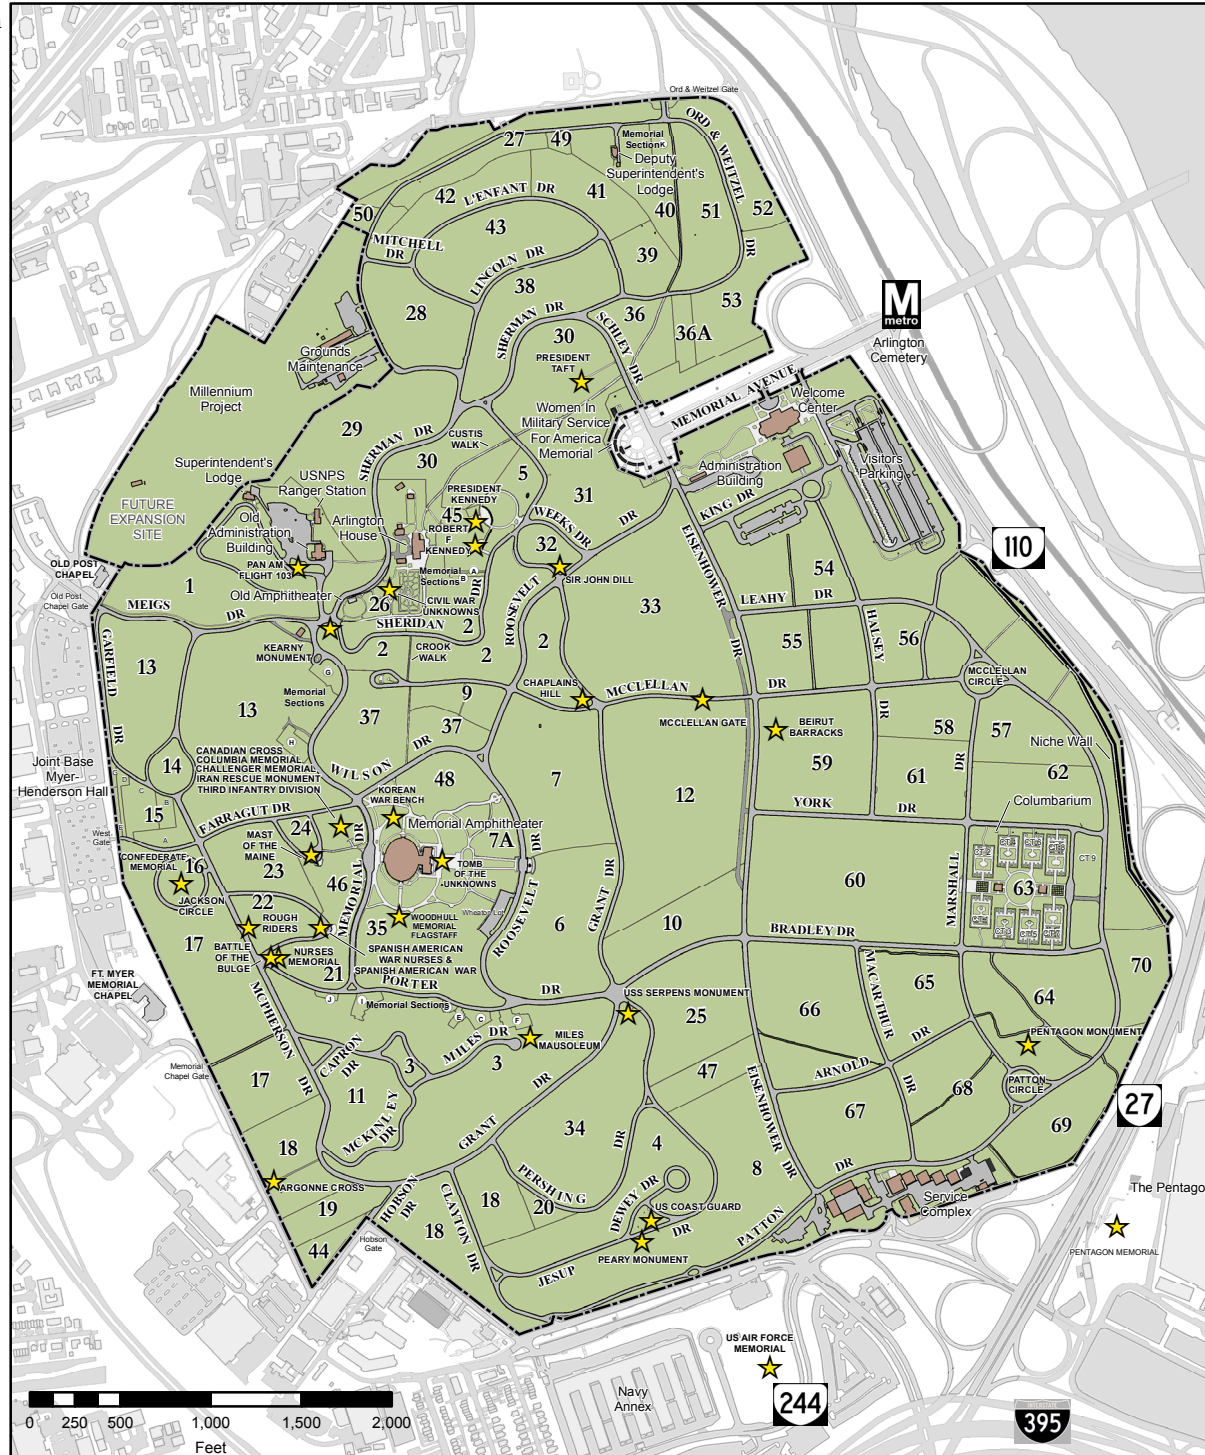 Ord & Weitzel Gate
27
49
Memorial
Section K
ORD & WEITZEL
DR
Deputy
Superintendent's
Lodge
42
L'ENFANT DR
41
40
51
52
50
43
MITCHELL
DR
LINCOLN DR
39
38
28
53
SHERMAN DR
SCHLEY DR
36
36A
30
M
metro
Arlington
Cemetery
Grounds
Maintenance
PRESIDENT
TAFT
MEMORIAL AVENUE
Millennium
Project
Welcome
Center
Women In
Military Service
For America
Memorial
29
SHERMAN DR
CUSTIS
WALK
30
Superintendent's
Lodge
USNPS
Ranger Station
5
31
Administration
Building
Visitors
Parking
PRESIDENT
KENNEDY
45
KING DR
FUTURE
EXPANSION
SITE
Old
Administration
Building
Arlington
House
ROBERT
F
KENNEDY
WEEKS DR
DR
EISENHOWER
32
110
OLD POST
CHAPEL
Old Post
Chapel Gate
PAN AM
FLIGHT 103
Memorial
Sections
A
B
SIR JOHN DILL
54
1
Old Amphitheater
26
CIVIL WAR
UNKNOWNS
DR
ROOSEVELT
33
LEAHY DR
MEIGS DR
SHERIDAN
2
2
2
2
55
HALSEY
56
GARFIELD
KEARNY
MONUMENT
CROOK
WALK
DR
13
G
CHAPLAINS
HILL
MCCLELLAN
DR
MCCLELLAN
CIRCLE
Memorial
Sections
9
13
37
37
MCCLELLAN GATE
DR
BEIRUT
BARRACKS
58
57
Niche Wall
DR
H
DR
Joint Base
Myer-
Henderson Hall
14
CANADIAN CROSS
COLUMBIA MEMORIAL
CHALLENGER MEMORIAL
IRAN RESCUE MONUMENT
THIRD INFANTRY DIVISION
WILSON DR
48
7
12
59
61
62
D
C
B
15
KOREAN
WAR BENCH
YORK DR
Columbarium
FARRAGUT DR
24
DR
Memorial Amphitheater
7A
DR
West
Gate
A
E
MAST
OF THE
MAINE
CONFEDERATE
MEMORIAL
16
23
46
TOMB
OF THE
UNKNOWNS
GRANT DR
60
MARSHALL
CT 9
63
JACKSON
CIRCLE
22
MEMORIAL
Wheaton Lot
ROUGH
RIDERS
35
WOODHULL
MEMORIAL
FLAGSTAFF
ROOSEVELT
6
10
BRADLEY DR
17
BATTLE
OF THE
BULGE
NURSES
MEMORIAL
SPANISH AMERICAN
WAR NURSES &
SPANISH AMERICAN WAR
21
PORTER
DR
MACARTHUR
65
70
FT. MYER
MEMORIAL
CHAPEL
J
I
Memorial Sections
E
C
F
USS SERPENS MONUMENT
64
66
25
MCPHERSON
DR
MILES DR
MILES
MAUSOLEUM
PENTAGON MONUMENT
DR
Memorial
Chapel Gate
CAPRON
DR
3
3
DR
47
EISENHOWER
DR
ARNOLD
DR
68
PATTON
CIRCLE
17
11
MCKINLEY
DR
27
GRANT
34
DR
67
69
18
4
8
DR
ARGONNE CROSS
PERSHING
20
DEWEY DR
18
19
HOBSON
DR
CLAYTON DR
18
The Pentago
Service
Complex
US COAST GUARD
DR
PATTON
44
Hobson
Gate
PEARY MONUMENT
JESUP
PENTAGON MEMORIAL
US AIR FORCE
MEMORIAL
Navy
Annex
244
395
0 250 500 1,000 1,500 2,000
Feet